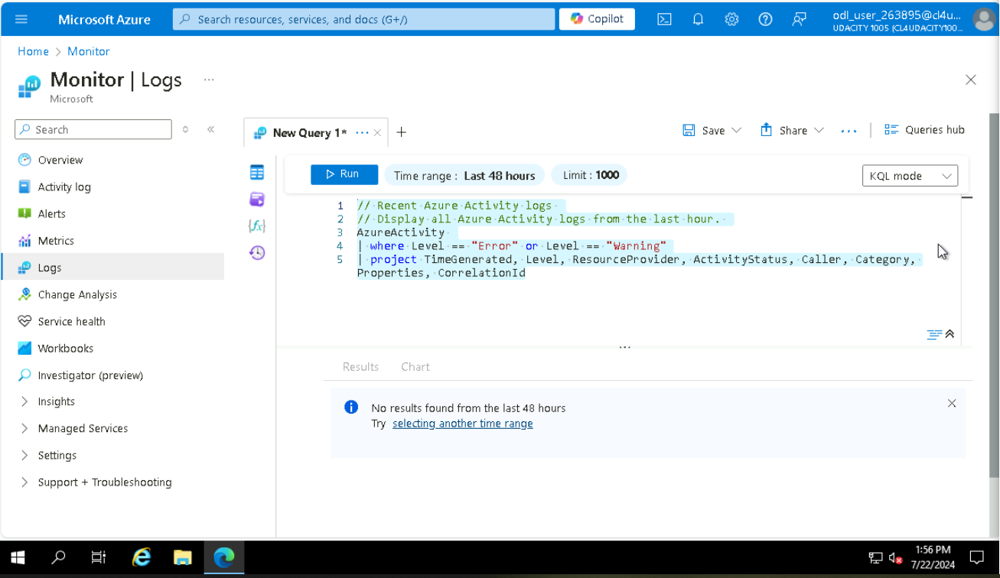 Microsoft Azure
Search resources, services, and docs (G+/)
Copilot
odl_user_263895@cl4u...
UDACITY 1005 (CL4UDACITY100...
Home > Monitor
Monitor | Logs ...
Microsoft
Search
Overview
Activity log
Alerts
Metrics
Logs
Change Analysis
Service health
Workbooks
Investigator (preview)
Insights
Managed Services
Settings
Support + Troubleshooting
New Query 1* ...
Save
Share
...
Queries hub
Run
Time range : Last 48 hours
Limit : 1000
KQL mode
{fx}
1 // Recent Azure Activity logs
2 // Display all Azure Activity logs from the last hour.
3 AzureActivity
4 | where Level == "Error" or Level == "Warning"
5 | project TimeGenerated, Level, ResourceProvider, ActivityStatus, Caller, Category,
Properties, CorrelationId
Results
Chart
No results found from the last 48 hours
Try selecting another time range
1:56 PM
7/22/2024